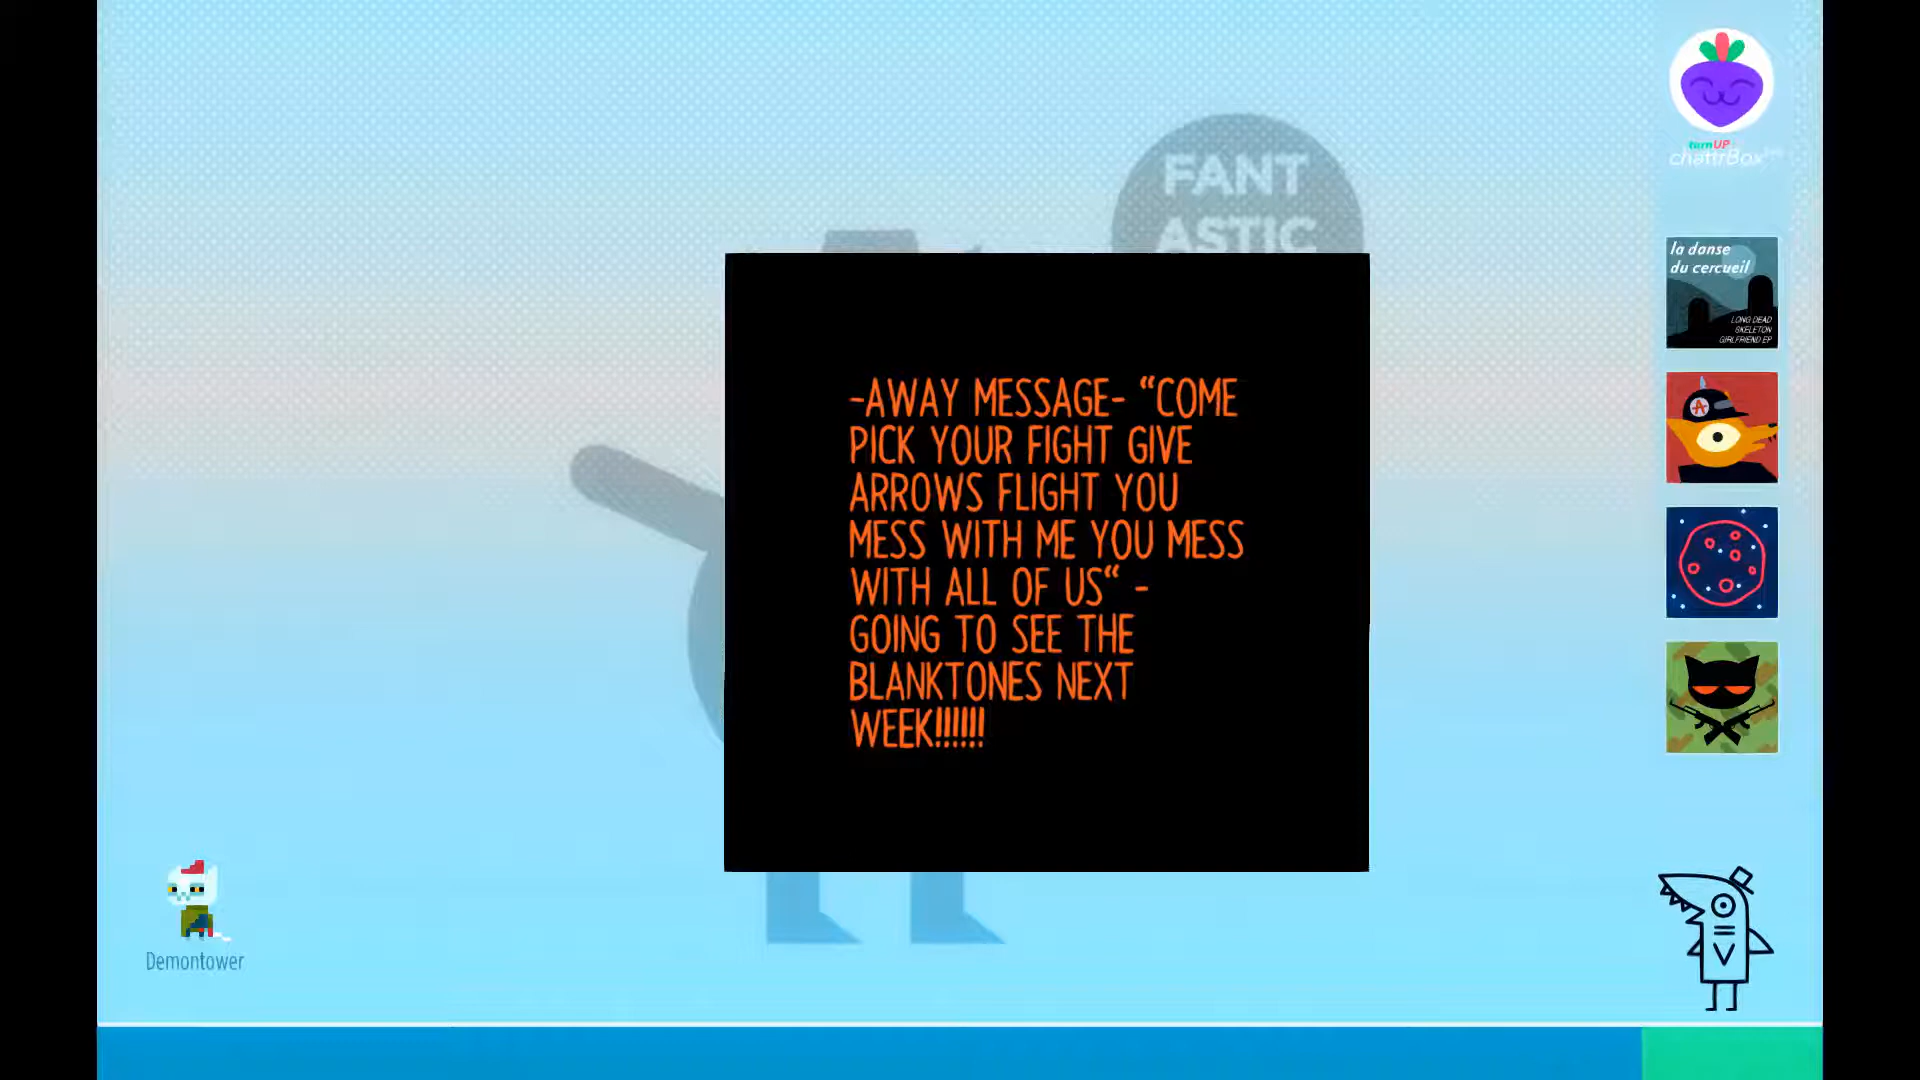 FANT
ASTIC
turnUP
chattrBox
la danse
du cercueil
LONG DEAD
SKELETON
GIRLFRIEND EP
A
-AWAY MESSAGE- “COME
PICK YOUR FIGHT GIVE
ARROWS FLIGHT YOU
MESS WITH ME YOU MESS
WITH ALL OF US“ -
GOING TO SEE THE
BLANKTONES NEXT
WEEK!!!!!!
Demontower